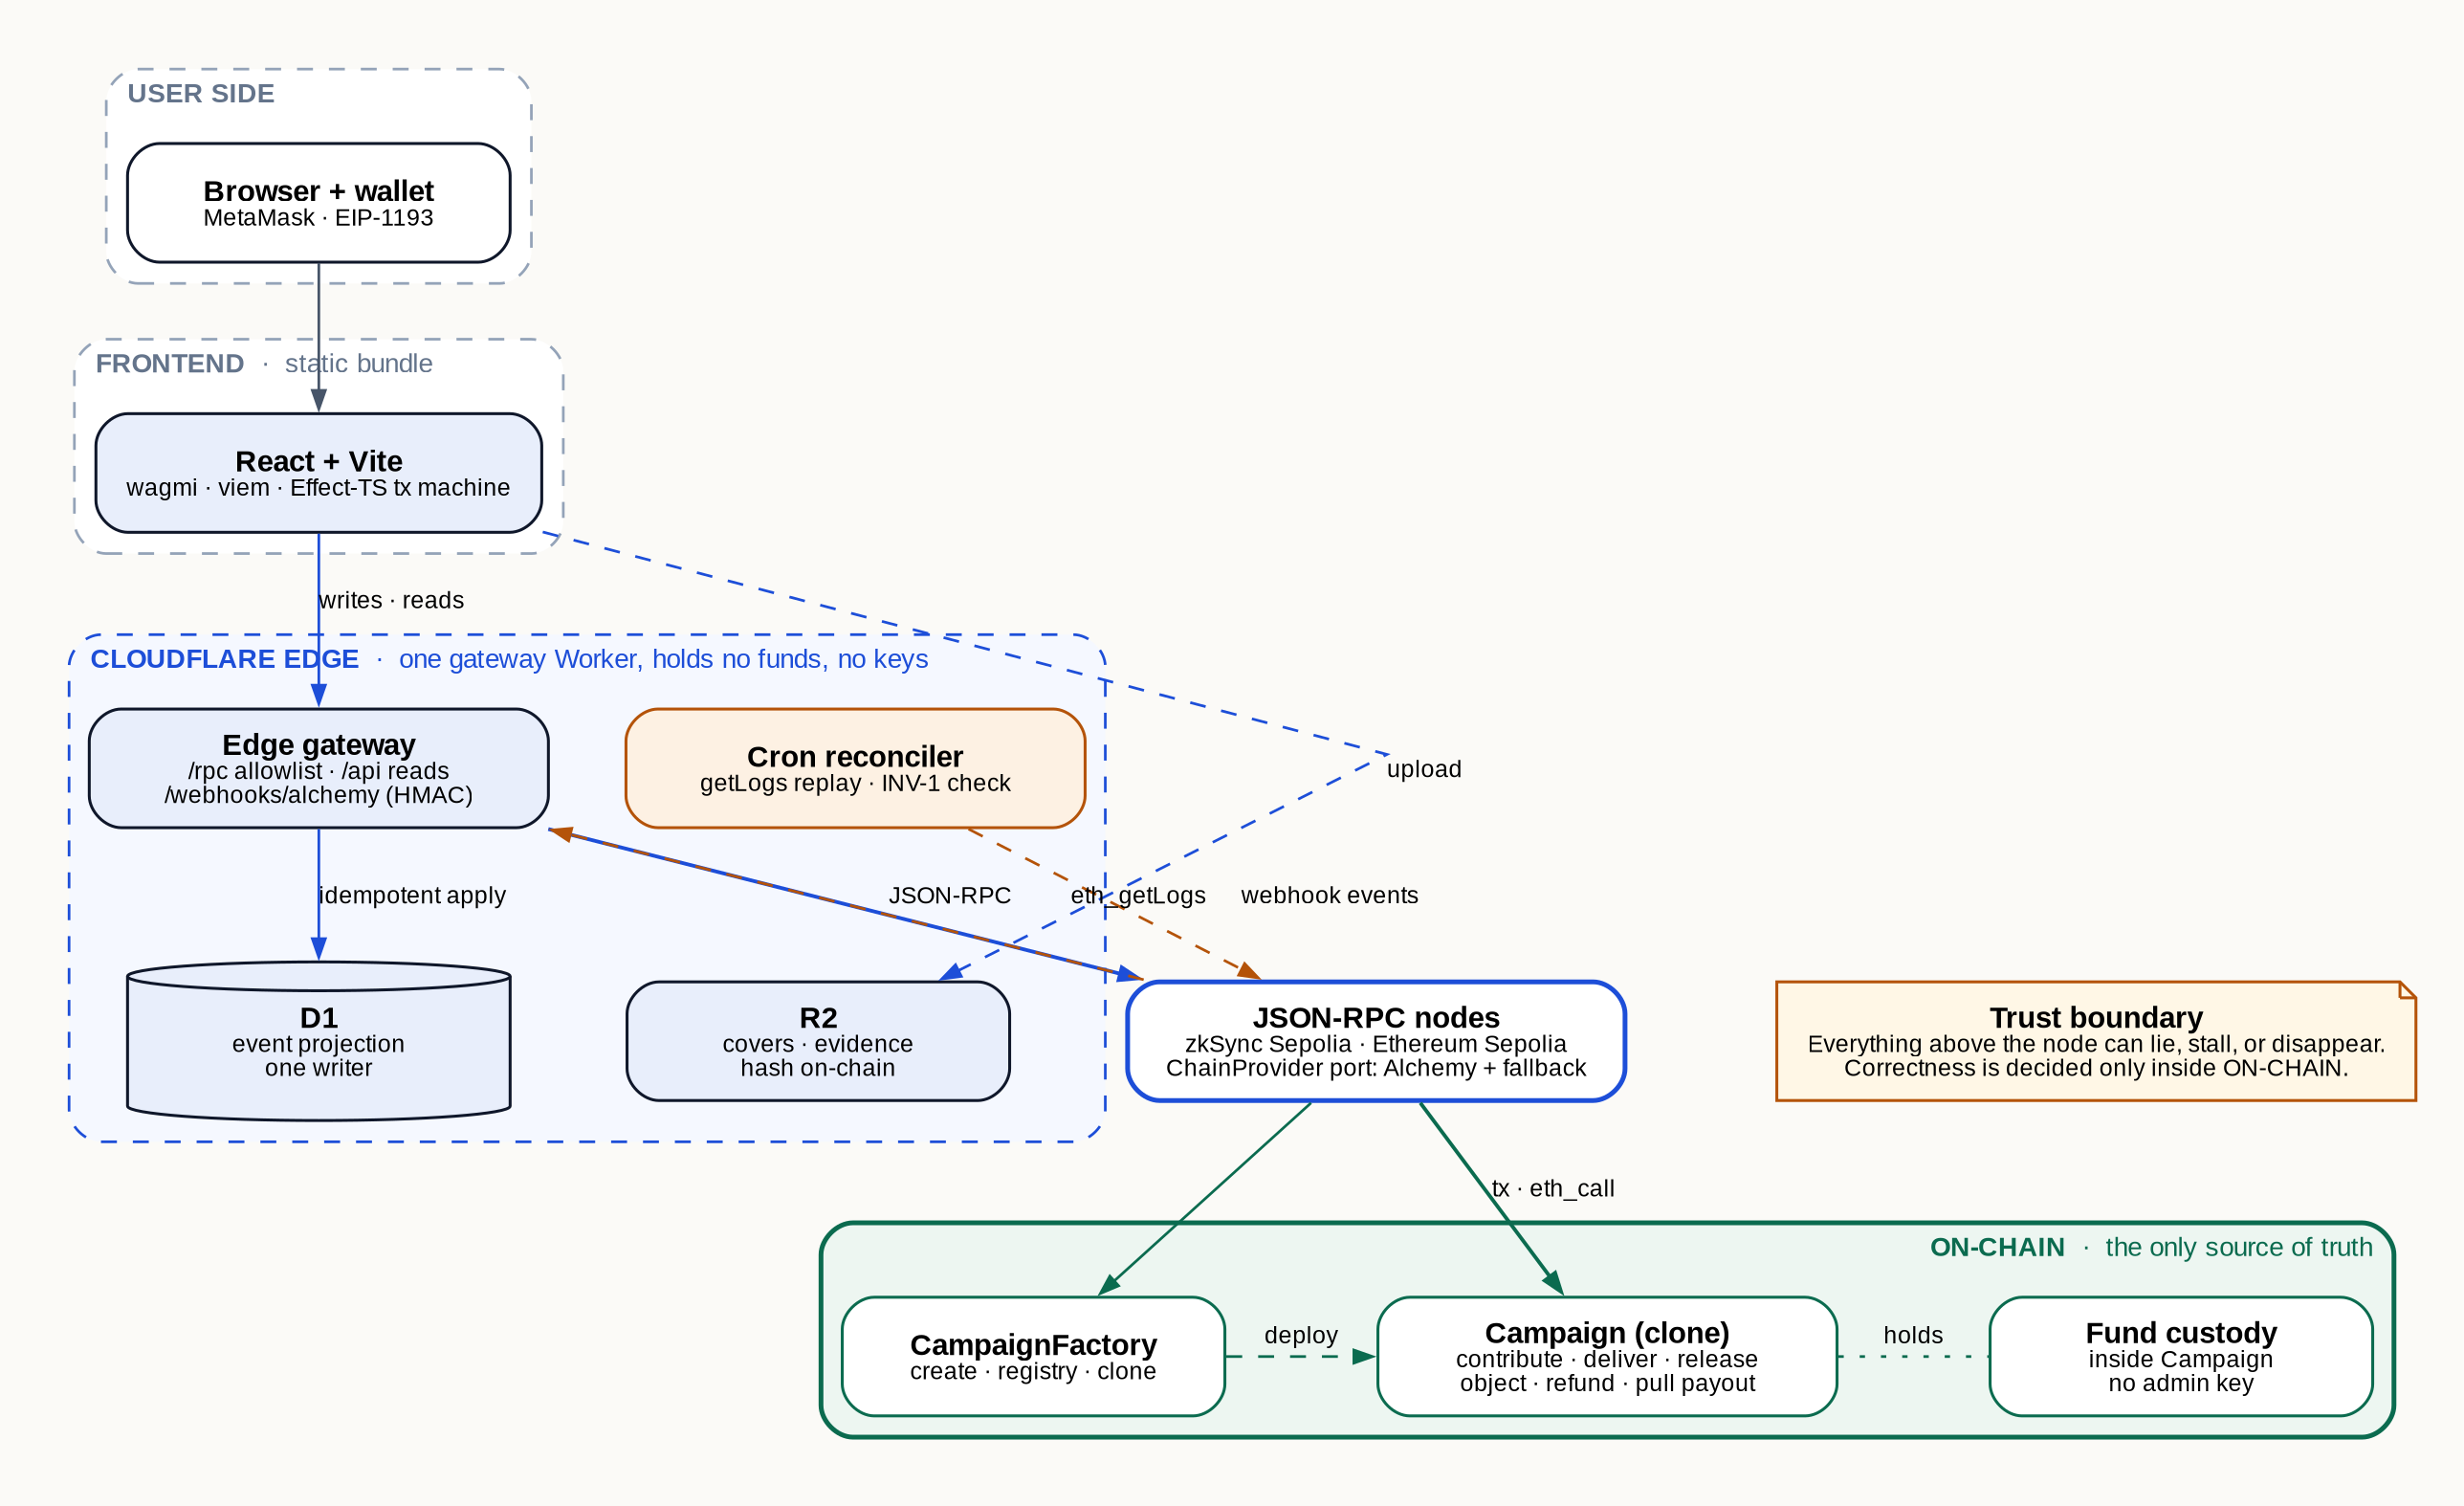 USER SIDE
Browser + wallet
MetaMask · EIP-1193
FRONTEND · static bundle
React + Vite
wagmi · viem · Effect-TS tx machine
writes · reads
CLOUDFLARE EDGE · one gateway Worker, holds no funds, no keys
Edge gateway
/rpc allowlist · /api reads
/webhooks/alchemy (HMAC)
Cron reconciler
getLogs replay · INV-1 check
upload
idempotent apply
JSON-RPC
eth_getLogs
webhook events
D1
event projection
one writer
R2
covers · evidence
hash on-chain
JSON-RPC nodes
zkSync Sepolia · Ethereum Sepolia
ChainProvider port: Alchemy + fallback
Trust boundary
Everything above the node can lie, stall, or disappear.
Correctness is decided only inside ON-CHAIN.
tx · eth_call
ON-CHAIN · the only source of truth
CampaignFactory
create · registry · clone
deploy
Campaign (clone)
contribute · deliver · release
object · refund · pull payout
holds
Fund custody
inside Campaign
no admin key